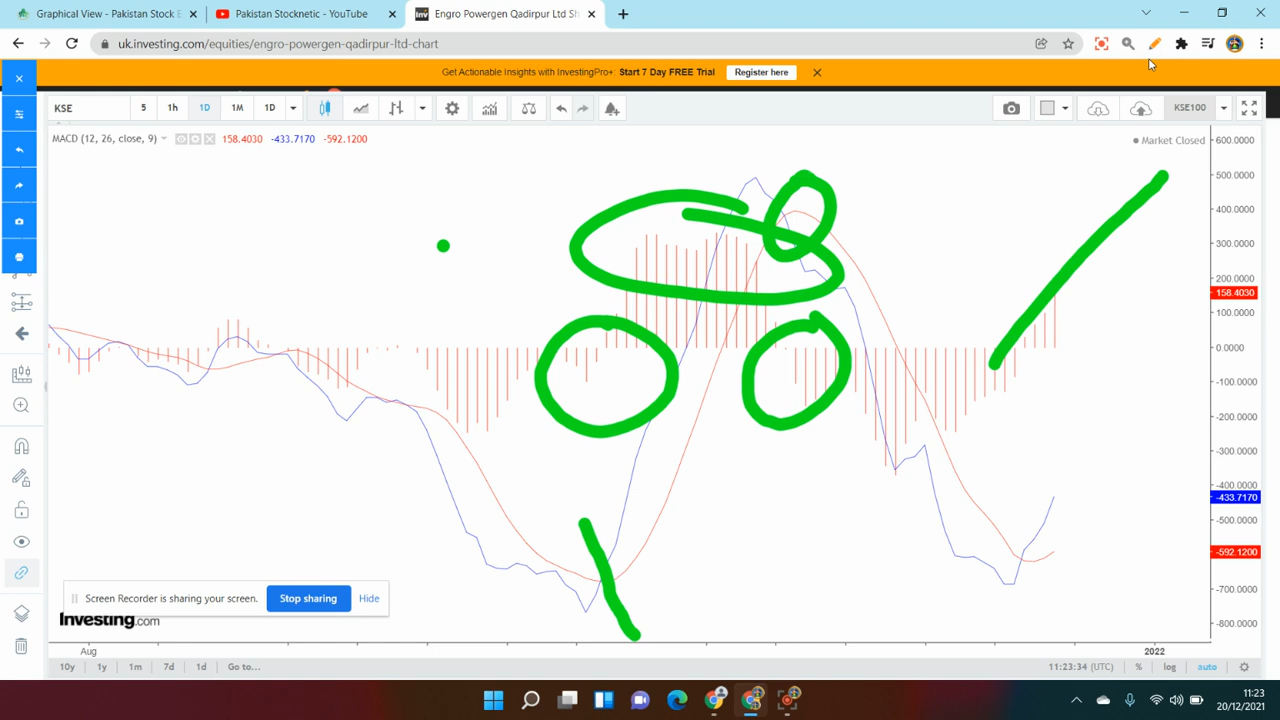 Graphical View - Pakistan Stock E
Pakistan Stocknetic - YouTube
Engro Powergen Qadirpur Ltd Sh
uk.investing.com/equities/engro-powergen-qadirpur-ltd-chart
Get Actionable Insights with InvestingPro+: Start 7 Day FREE Trial
Register here
KSE
5
1h
1D
1M
1D
KSE100
MACD (12, 26, close, 9)
158.4030
-433.7170
-592.1200
Market Closed
600.0000
500.0000
400.0000
300.0000
200.0000
158.4030
100.0000
0.0000
-100.0000
-200.0000
-300.0000
-400.0000
-433.7170
-500.0000
-592.1200
-700.0000
-800.0000
Screen Recorder is sharing your screen.
Stop sharing
Hide
Investing.com
Aug
2022
10y
1y
1m
7d
1d
Go to...
11:23:34 (UTC)
%
log
auto
11:23
20/12/2021